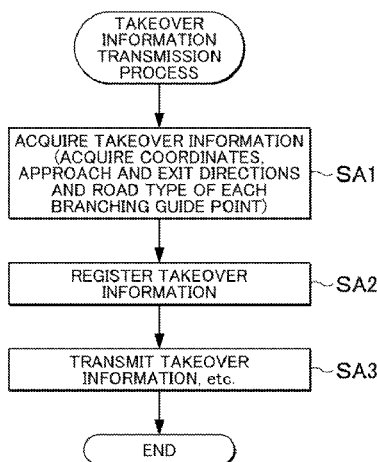 TAKEOVER
INFORMATION
TRANSMISSION
PROCESS
ACQUIRE TAKEOVER INFORMATION
(ACQUIRE COORDINATES,
APPROACH AND EXIT DIRECTIONS
AND ROAD TYPE OF EACH
BRANCHING GUIDE POINT)
SA1
REGISTER TAKEOVER
INFORMATION
SA2
TRANSMIT TAKEOVER
INFORMATION, etc.
SA3
END